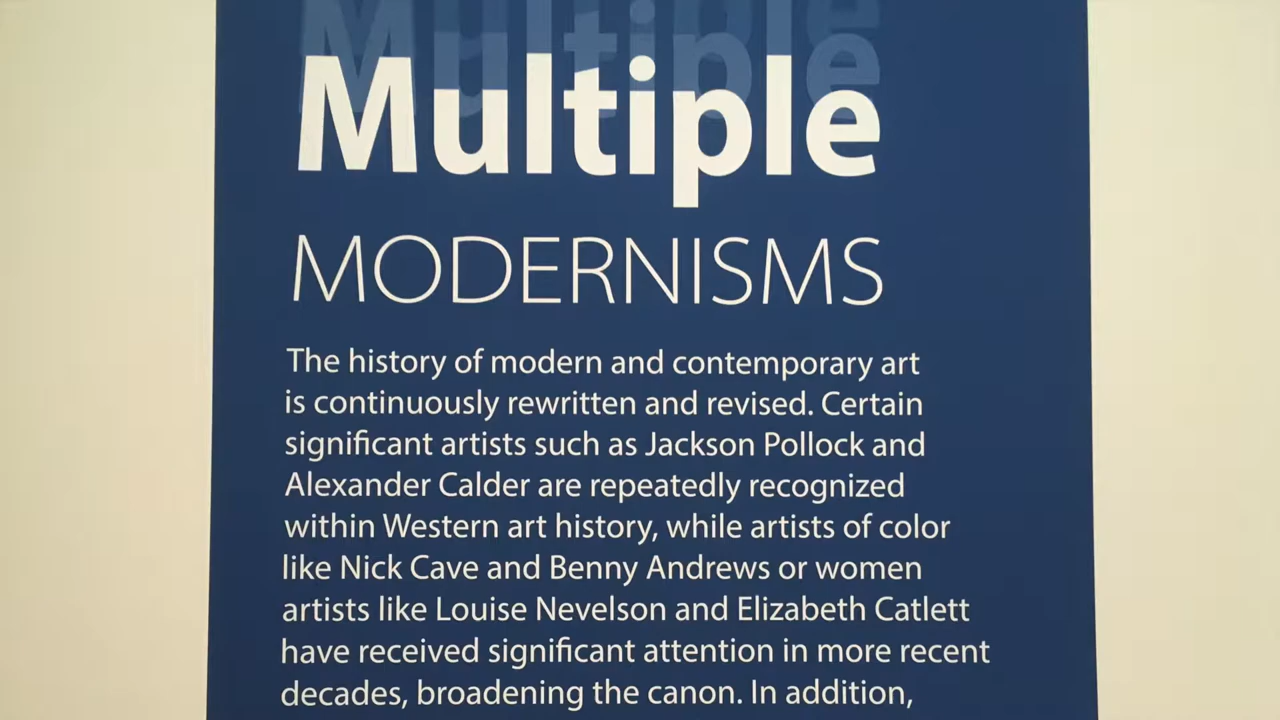 Multiple
MODERNISMS
The history of modern and contemporary art
is continuously rewritten and revised. Certain
significant artists such as Jackson Pollock and
Alexander Calder are repeatedly recognized
within Western art history, while artists of color
like Nick Cave and Benny Andrews or women
artists like Louise Nevelson and Elizabeth Catlett
have received significant attention in more recent
decades, broadening the canon. In addition,